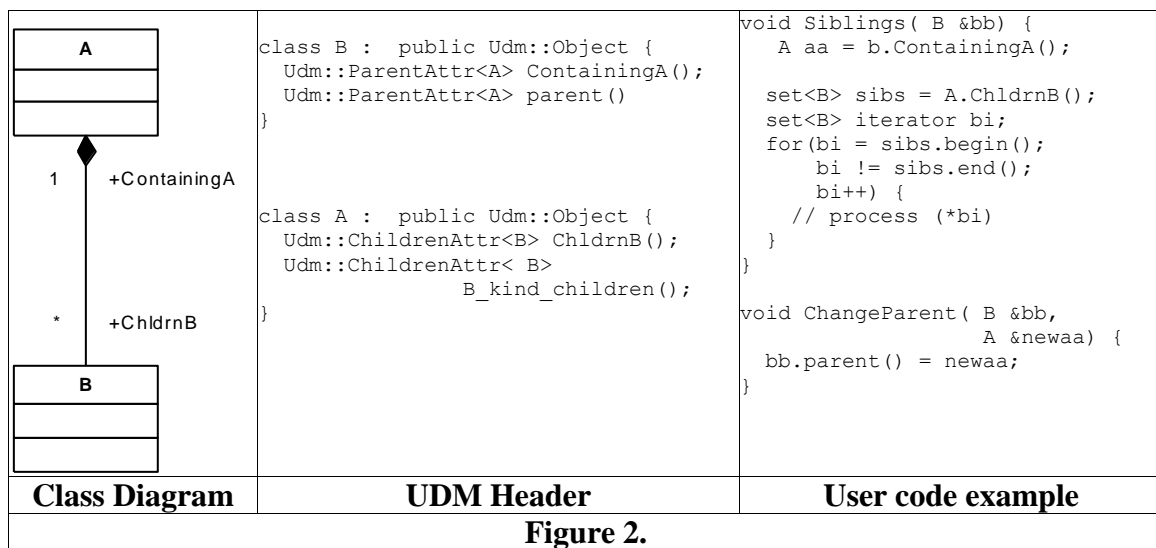 A
1 +ContainingA
* +ChldrnB
B
class B :  public Udm::Object {
  Udm::ParentAttr<A> ContainingA();
  Udm::ParentAttr<A> parent()
}
class A :  public Udm::Object {
  Udm::ChildrenAttr<B> ChldrnB();
  Udm::ChildrenAttr< B>
                B_kind_children();
}
void Siblings( B &bb) {
   A aa = b.ContainingA();
  set<B> sibs = A.ChldrnB();
  set<B> iterator bi;
  for(bi = sibs.begin();
      bi != sibs.end();
      bi++) {
    // process (*bi)
  }
}
void ChangeParent( B &bb,
                   A &newaa) {
  bb.parent() = newaa;
}
Class Diagram UDM Header User code example
Figure 2.